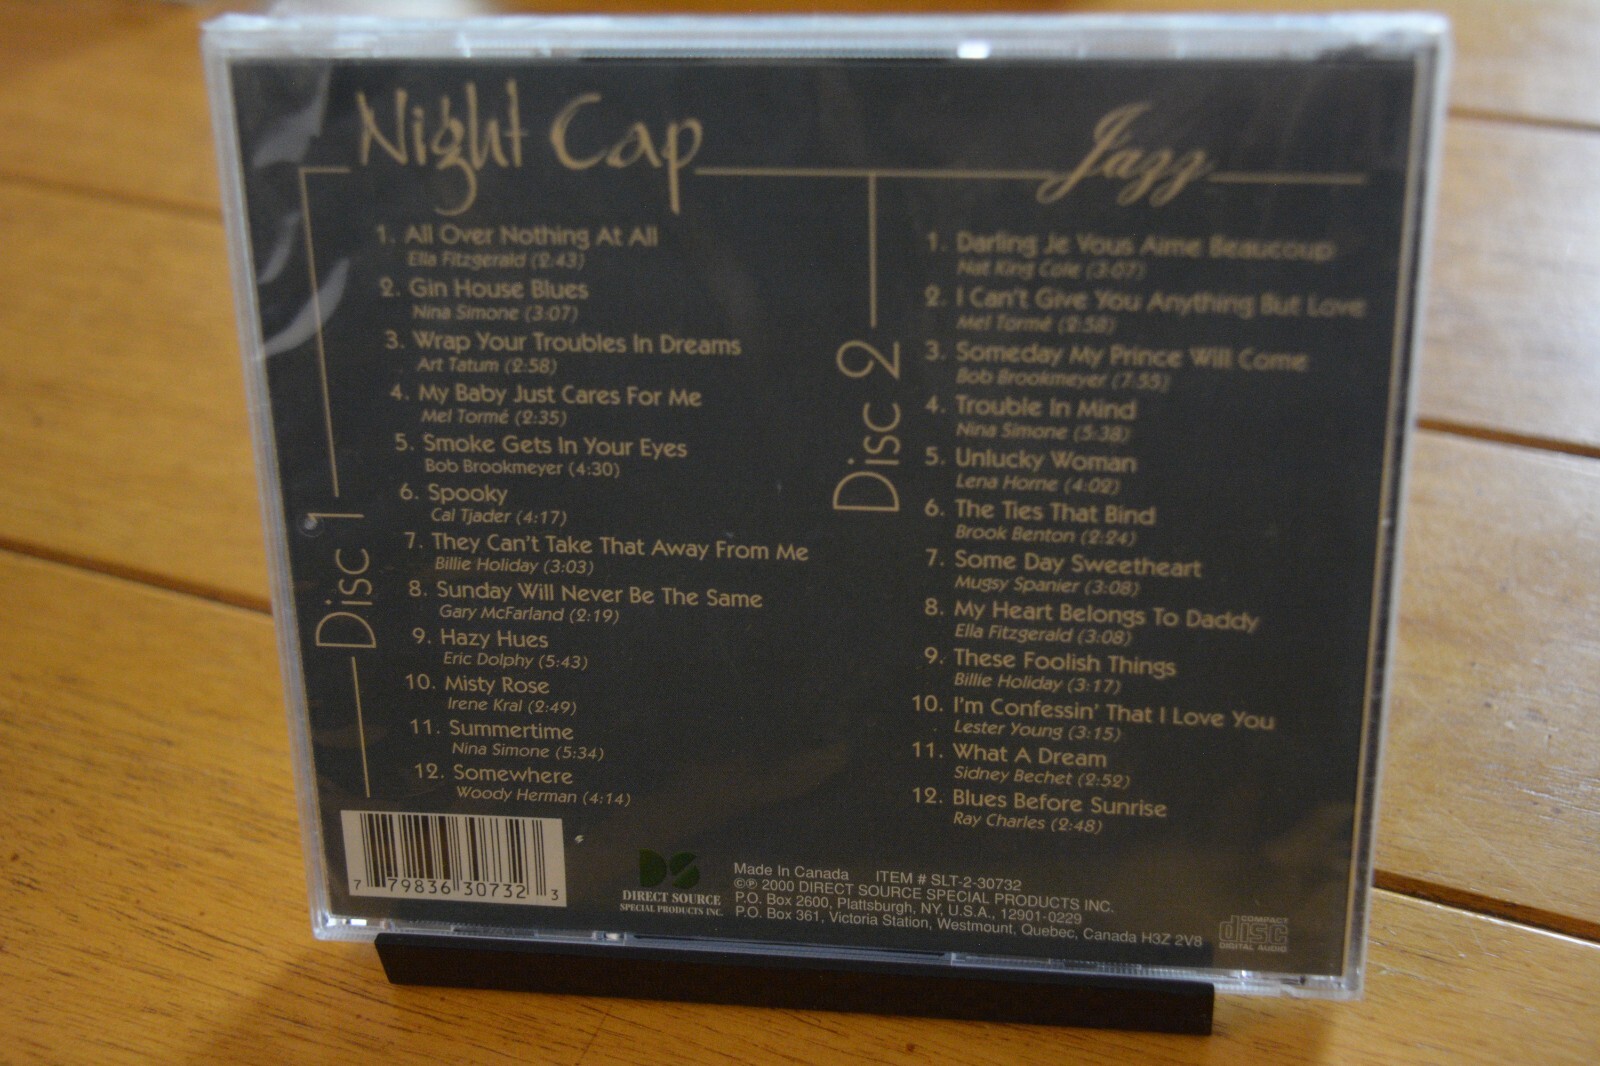 Night Cap Jazz
Disc 1
1. All Over Nothing At All
Ella Fitzgerald (2:43)
2. Gin House Blues
Nina Simone (3:07)
3. Wrap Your Troubles In Dreams
Art Tatum (2:58)
4. My Baby Just Cares For Me
Mel Tormé (2:35)
5. Smoke Gets In Your Eyes
Bob Brookmeyer (4:30)
6. Spooky
Cal Tjader (4:17)
7. They Can't Take That Away From Me
Billie Holiday (3:03)
8. Sunday Will Never Be The Same
Gary McFarland (2:19)
9. Hazy Hues
Eric Dolphy (5:43)
10. Misty Rose
Irene Kral (2:49)
11. Summertime
Nina Simone (5:34)
12. Somewhere
Woody Herman (4:14)
Disc 2
1. Darling Je Vous Aime Beaucoup
Nat King Cole (3:07)
2. I Can't Give You Anything But Love
Mel Tormé (2:58)
3. Someday My Prince Will Come
Bob Brookmeyer (7:55)
4. Trouble In Mind
Nina Simone (5:38)
5. Unlucky Woman
Lena Horne (4:02)
6. The Ties That Bind
Brook Benton (2:24)
7. Some Day Sweetheart
Mugsy Spanier (3:08)
8. My Heart Belongs To Daddy
Ella Fitzgerald (3:08)
9. These Foolish Things
Billie Holiday (3:17)
10. I'm Confessin' That I Love You
Lester Young (3:15)
11. What A Dream
Sidney Bechet (2:52)
12. Blues Before Sunrise
Ray Charles (2:48)
7 79836 30732 3
DS
DIRECT SOURCE
SPECIAL PRODUCTS INC.
Made In Canada ITEM # SLT-2-30732
©℗ 2000 DIRECT SOURCE SPECIAL PRODUCTS INC.
P.O. Box 2600, Plattsburgh, NY, U.S.A., 12901-0229
P.O. Box 361, Victoria Station, Westmount, Quebec, Canada H3Z 2V8
COMPACT
disc
DIGITAL AUDIO